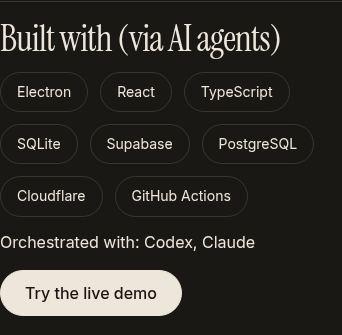 Built with (via AI agents)
Electron React TypeScript
SQLite Supabase PostgreSQL
Cloudflare GitHub Actions
Orchestrated with: Codex, Claude
Try the live demo